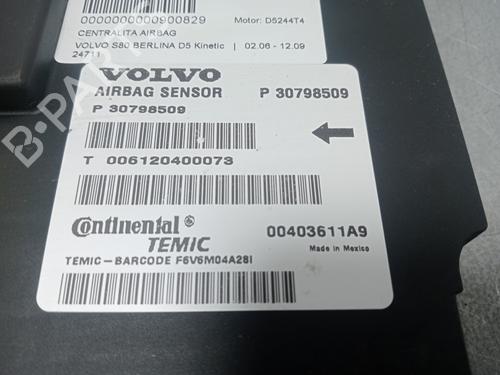 0000000000900829
Motor: D5244T4
CENTRALITA AIRBAG
VOLVO S80 BERLINA D5 Kinetic | 02.06 - 12.09
24711
VOLVO
AIRBAG SENSOR P 30798509
P 30798509
T 006120400073
Continental ®
TEMIC
00403611A9
Made in Mexico
TEMIC-BARCODE F6V6M04A28I
B-Parts